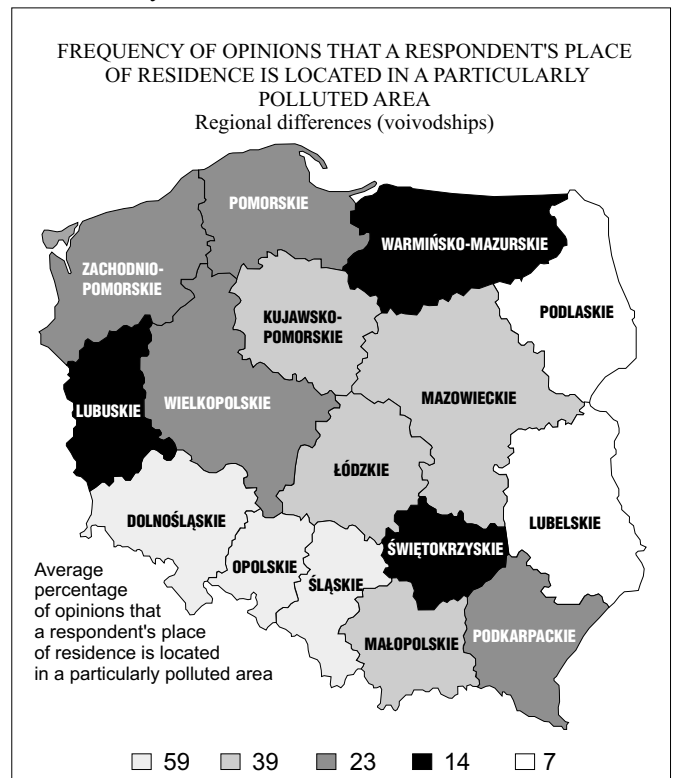 FREQUENCY OF OPINIONS THAT A RESPONDENT'S PLACE
OF RESIDENCE IS LOCATED IN A PARTICULARLY
POLLUTED AREA
Regional differences (voivodships)
POMORSKIE
WARMIŃSKO-MAZURSKIE
ZACHODNIO-
POMORSKIE
KUJAWSKO-
POMORSKIE
PODLASKIE
LUBUSKIE
WIELKOPOLSKIE
MAZOWIECKIE
ŁÓDZKIE
DOLNOŚLĄSKIE
LUBELSKIE
OPOLSKIE
ŚLĄSKIE
ŚWIĘTOKRZYSKIE
MAŁOPOLSKIE
PODKARPACKIE
Average
percentage
of opinions that
a respondent's place
of residence is located
in a particularly polluted area
59 39 23 14 7